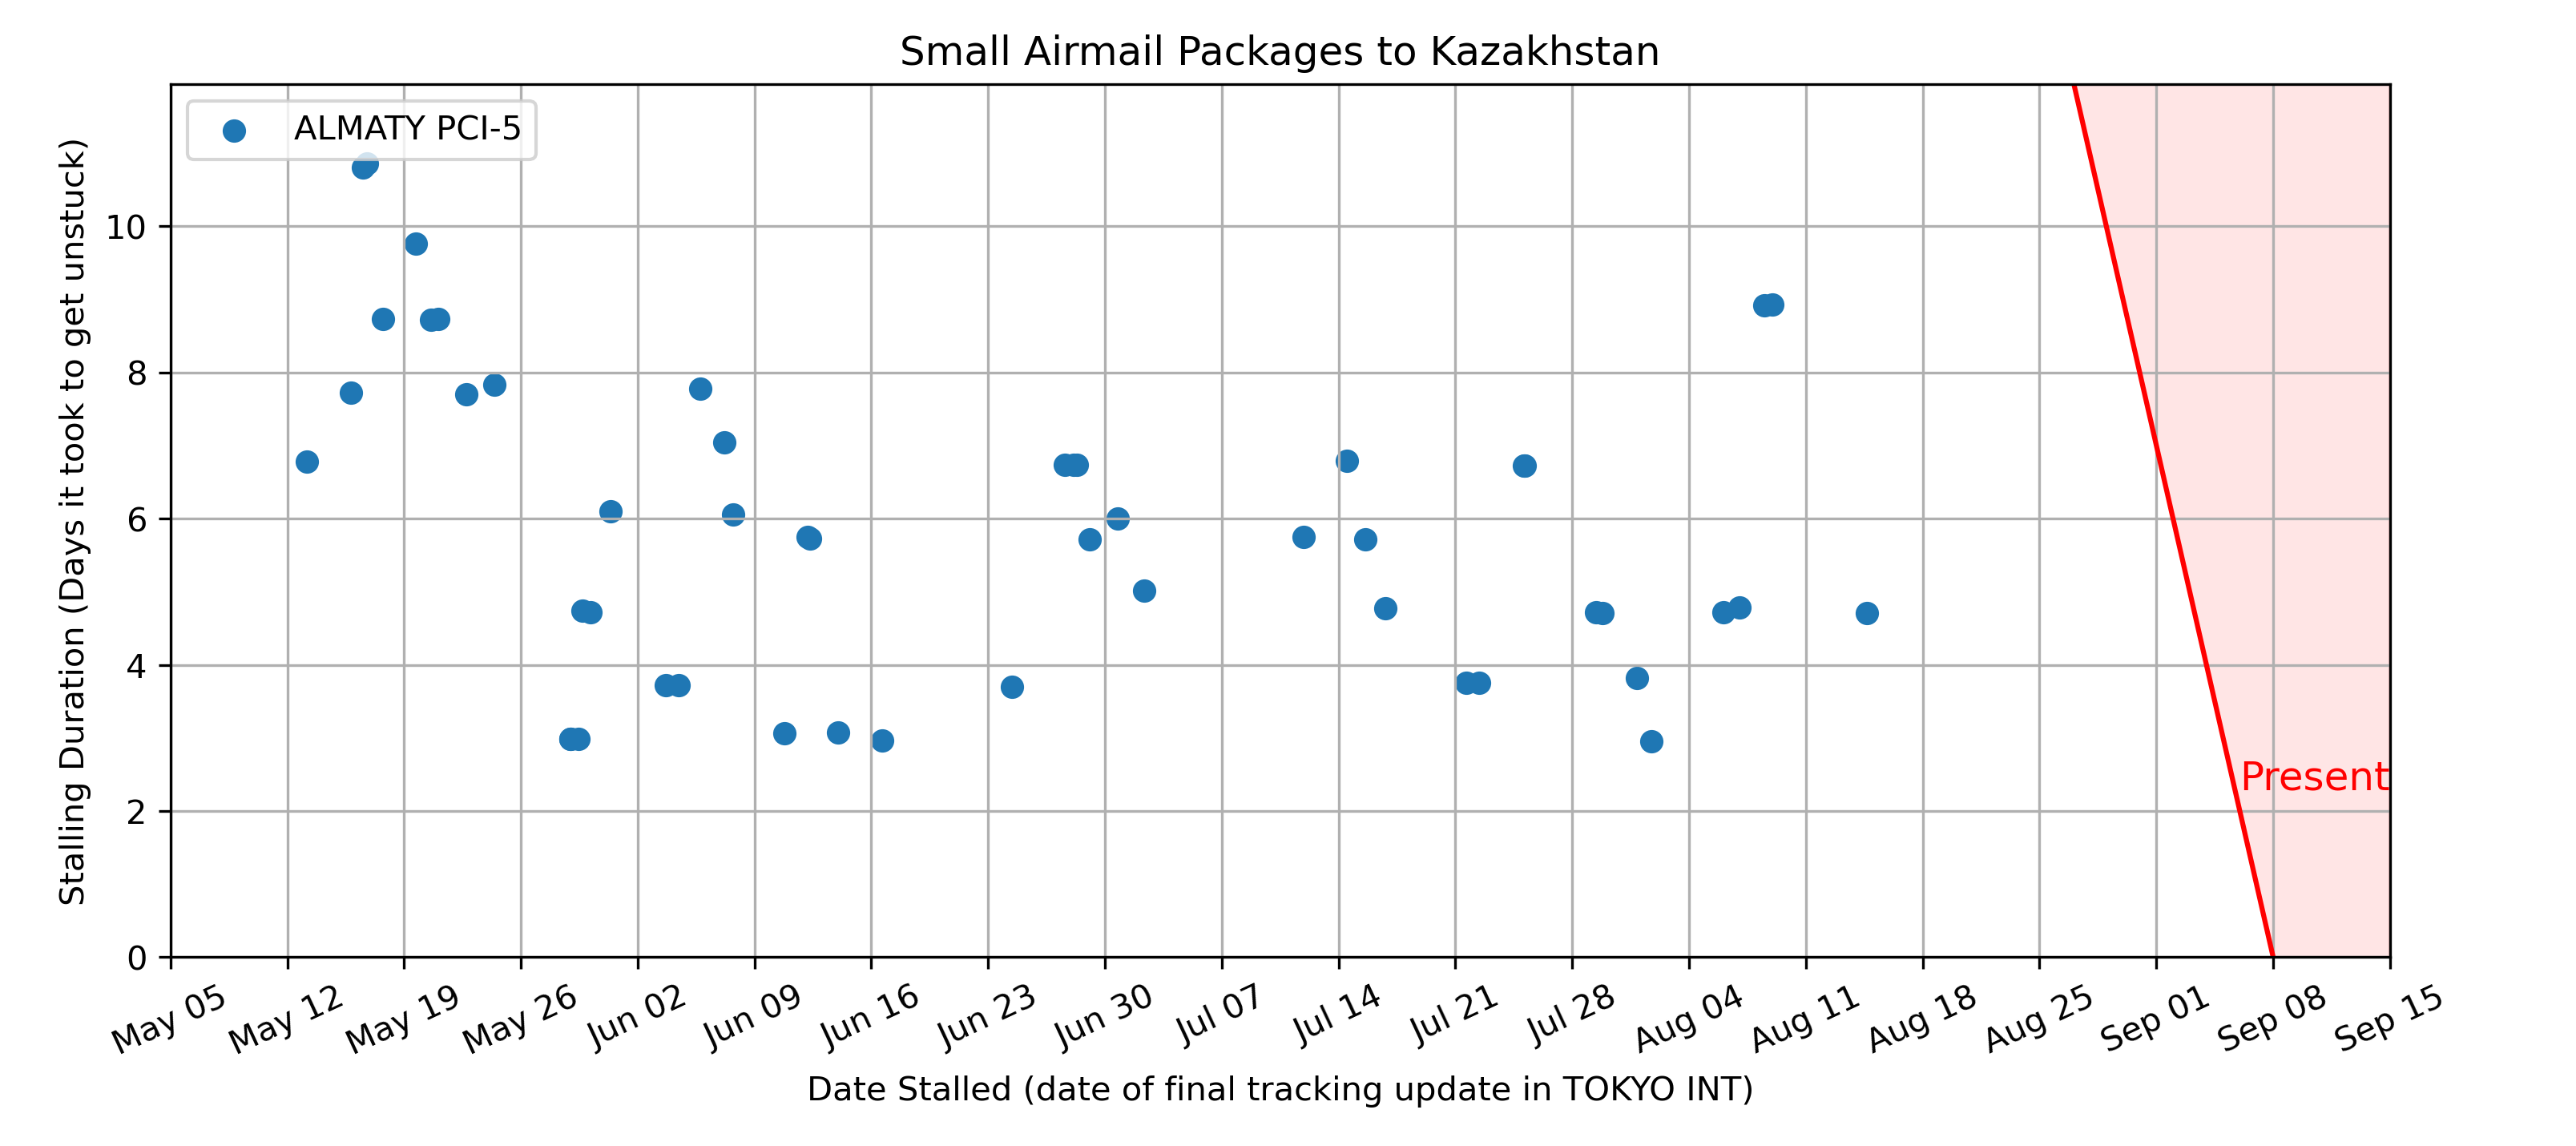 Small Airmail Packages to Kazakhstan
ALMATY PCI-5
Stalling Duration (Days it took to get unstuck)
10
8
6
4
2
0
Present
May 05
May 12
May 19
May 26
Jun 02
Jun 09
Jun 16
Jun 23
Jun 30
Jul 07
Jul 14
Jul 21
Jul 28
Aug 04
Aug 11
Aug 18
Aug 25
Sep 01
Sep 08
Sep 15
Date Stalled (date of final tracking update in TOKYO INT)